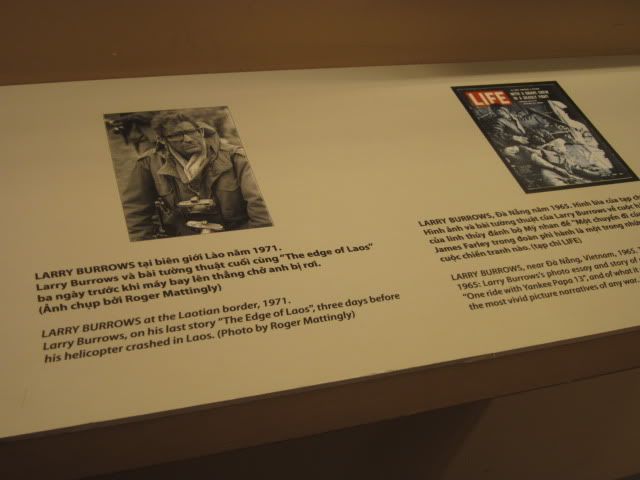 LARRY BURROWS tại biên giới Lào năm 1971.
Larry Burrows và bài tường thuật cuối cùng "The edge of Laos"
ba ngày trước khi máy bay lên thẳng chở anh bị rơi.
(Ảnh chụp bởi Roger Mattingly)
LARRY BURROWS at the Laotian border, 1971.
Larry Burrows, on his last story "The Edge of Laos", three days before
his helicopter crashed in Laos. (Photo by Roger Mattingly)
LIFE
WITH A BRAVE CREW
IN A DEADLY FIGHT
LARRY BURROWS, Đà Nẵng năm 1965. Hình bìa của tạp
Hình ảnh và bài tường thuật của Larry Burrows về cuộc
của lính thủy đánh bộ Mỹ nhan đề "Một chuyến đi
James Farley trong đoàn phi hành là một trong
cuộc chiến tranh nào. (tạp chí LIFE)
LARRY BURROWS, near Đà Nẵng, Vietnam, 1965.
1965: Larry Burrows's photo essay and story of
"One ride with Yankee Papa 13", and of what
the most vivid picture narratives of any war.